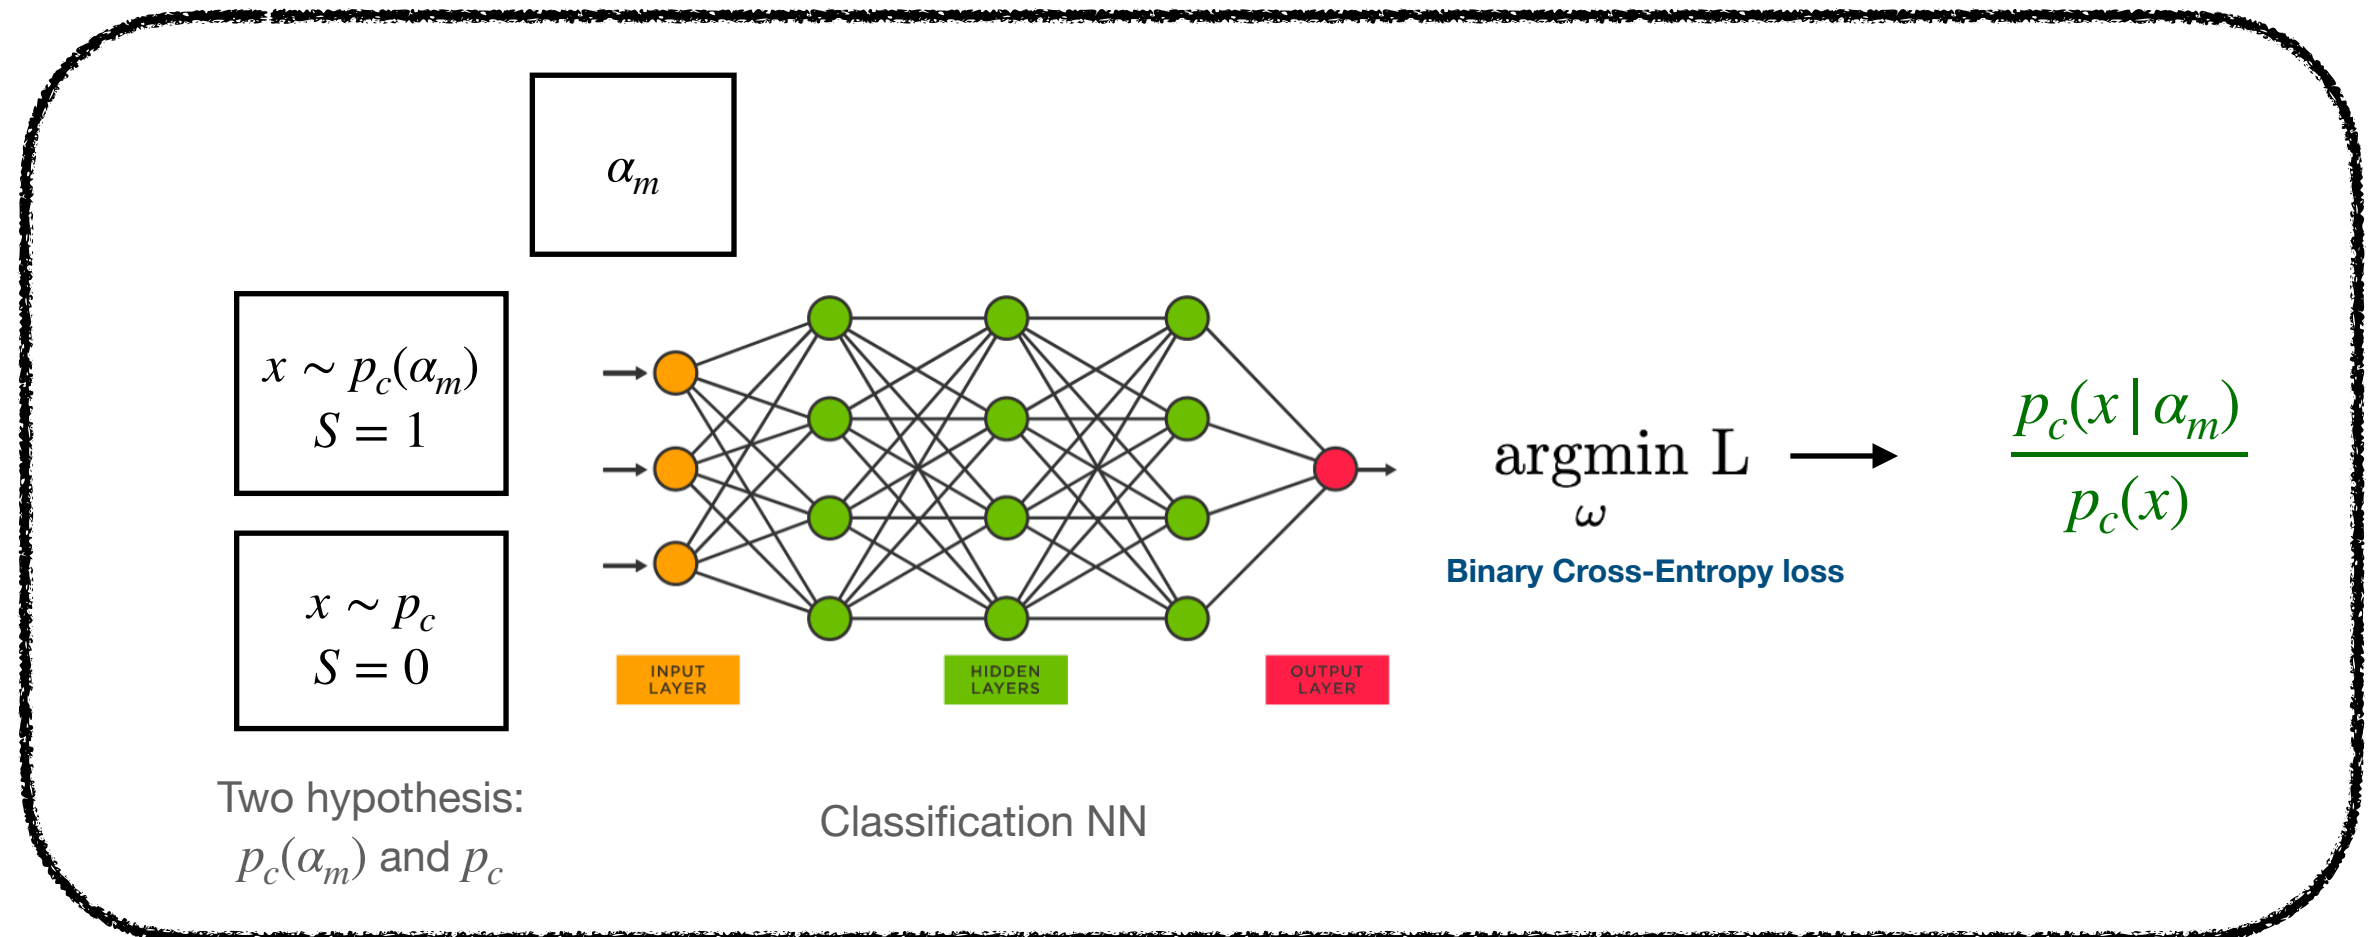 α_m
x ∼ p_c(α_m)
S = 1
x ∼ p_c
S = 0
INPUT
LAYER
HIDDEN
LAYERS
OUTPUT
LAYER
Two hypothesis:
p_c(α_m) and p_c
Classification NN
argmin L
ω
Binary Cross-Entropy loss
p_c(x | α_m)
p_c(x)